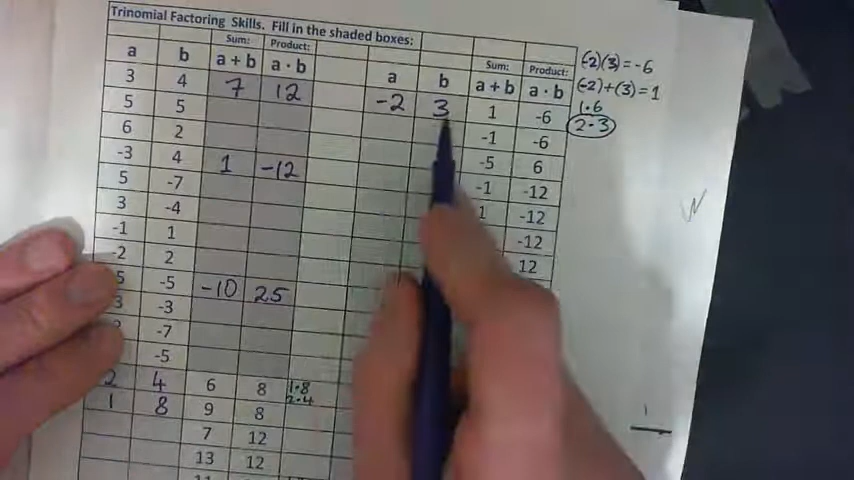 Trinomial Factoring Skills. Fill in the shaded boxes:
Sum: Product: Sum: Product:
a b a + b a · b a b a + b a · b
3 4 7 12 -2 3 1 -6
5 5 -1 -6
6 2 -5 6
-3 4 1 -12 -1 -12
5 -7 1 -12
3 -4 -12
-1 1 12
-2 2
5 -5 -10 25
3 -3
-7
-5
2 4 6 8 1·8
2·4
1 8 9 8
7 12
13 12
(-2)(3) = -6
(-2)+(3) = 1
1·6
2·3